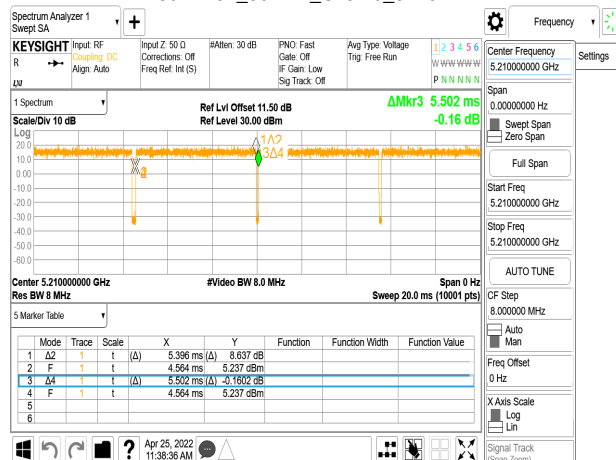 Spectrum Analyzer 1
Swept SA
Frequency
KEYSIGHT
R
LXI
Input: RF
Coupling: DC
Align: Auto
Input Z: 50 Ω
Corrections: Off
Freq Ref: Int (S)
#Atten: 30 dB
PNO: Fast
Gate: Off
IF Gain: Low
Sig Track: Off
Avg Type: Voltage
Trig: Free Run
1 2 3 4 5 6
W W W W W W
P N N N N N
Center Frequency
5.210000000 GHz
Settings
Span
0.00000000 Hz
Swept Span
Zero Span
Full Span
Start Freq
5.210000000 GHz
Stop Freq
5.210000000 GHz
AUTO TUNE
CF Step
8.000000 MHz
Auto
Man
Freq Offset
0 Hz
X Axis Scale
Log
Lin
Signal Track
(Span Zoom)
1 Spectrum
Scale/Div 10 dB
Ref Lvl Offset 11.50 dB
Ref Level 30.00 dBm
ΔMkr3 5.502 ms
-0.16 dB
Log
20.0
10.0
0.00
-10.0
-20.0
-30.0
-40.0
-50.0
-60.0
1Δ2
3Δ4
Center 5.210000000 GHz
Res BW 8 MHz
#Video BW 8.0 MHz
Span 0 Hz
Sweep 20.0 ms (10001 pts)
5 Marker Table
Mode Trace Scale X Y Function Function Width Function Value
1 Δ2 1 t (Δ) 5.396 ms (Δ) 8.637 dB
2 F 1 t 4.564 ms 5.237 dBm
3 Δ4 1 t (Δ) 5.502 ms (Δ) -0.1602 dB
4 F 1 t 4.564 ms 5.237 dBm
5
6
?
Apr 25, 2022
11:38:36 AM